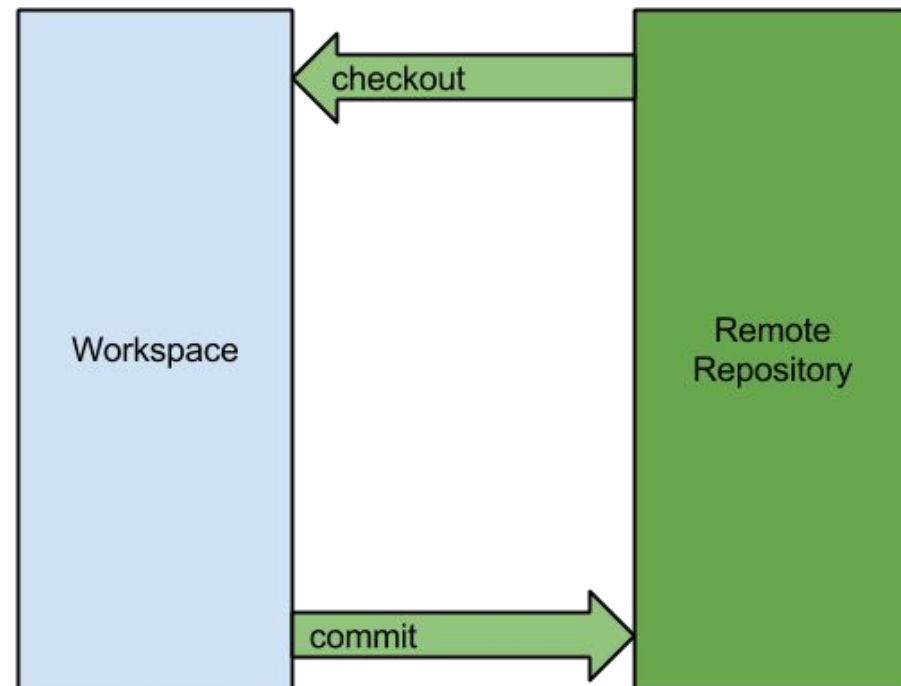 checkout
Workspace
Remote
Repository
commit